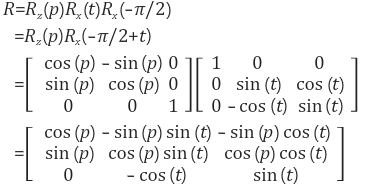 R=R_z(p)R_x(t)R_x(-π/2)
=R_z(p)R_x(-π/2+t)
=[cos(p) -sin(p) 0; sin(p) cos(p) 0; 0 0 1][1 0 0; 0 sin(t) cos(t); 0 -cos(t) sin(t)]
=[cos(p) -sin(p)sin(t) -sin(p)cos(t); sin(p) cos(p)sin(t) cos(p)cos(t); 0 -cos(t) sin(t)]